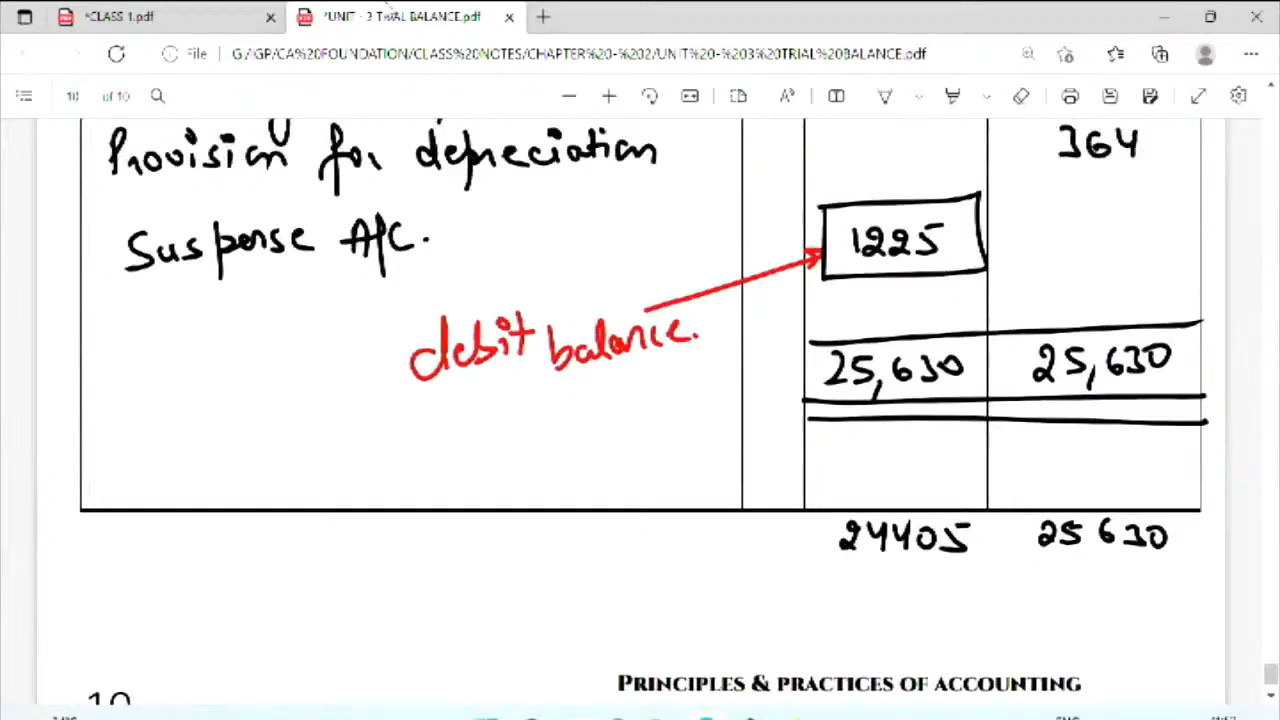 *CLASS 1.pdf
*UNIT - 3 TRIAL BALANCE.pdf
File
G:/GP/CA%20FOUNDATION/CLASS%20NOTES/CHAPTER%20-%202/UNIT%20-%203%20TRIAL%20BALANCE.pdf
10 of 10
Provision for depreciation 364
Suspense A/c. 1225
debit balance.
25,630 25,630
24405 25630
PRINCIPLES & PRACTICES OF ACCOUNTING
10